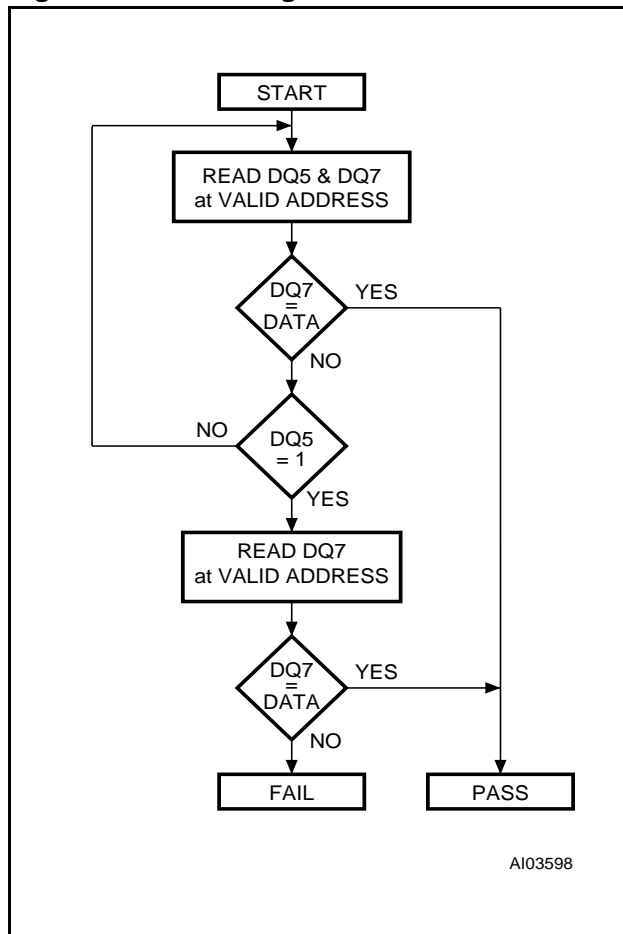 START
READ DQ5 & DQ7
at VALID ADDRESS
DQ7
=
DATA
YES
NO
NO
DQ5
= 1
YES
READ DQ7
at VALID ADDRESS
DQ7
=
DATA
YES
NO
FAIL
PASS
AI03598